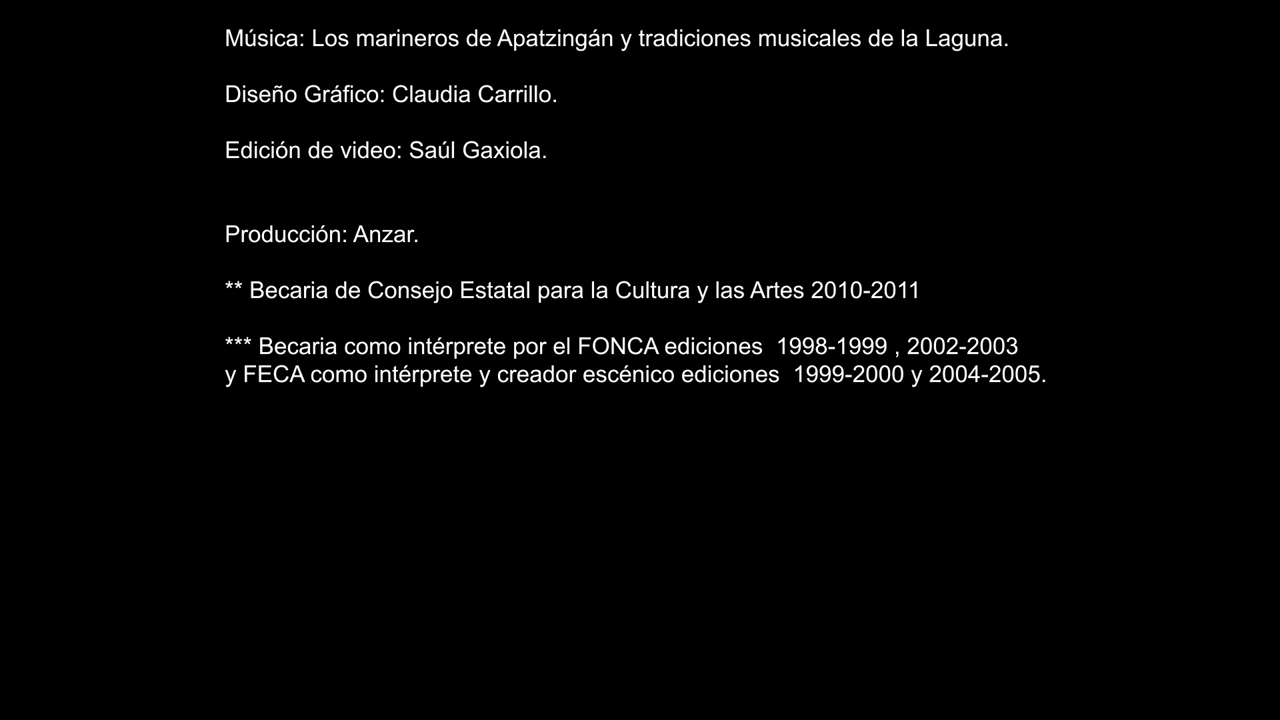 Música: Los marineros de Apatzingán y tradiciones musicales de la Laguna.
Diseño Gráfico: Claudia Carrillo.
Edición de video: Saúl Gaxiola.
Producción: Anzar.
** Becaria de Consejo Estatal para la Cultura y las Artes 2010-2011
*** Becaria como intérprete por el FONCA ediciones  1998-1999 , 2002-2003
y FECA como intérprete y creador escénico ediciones  1999-2000 y 2004-2005.